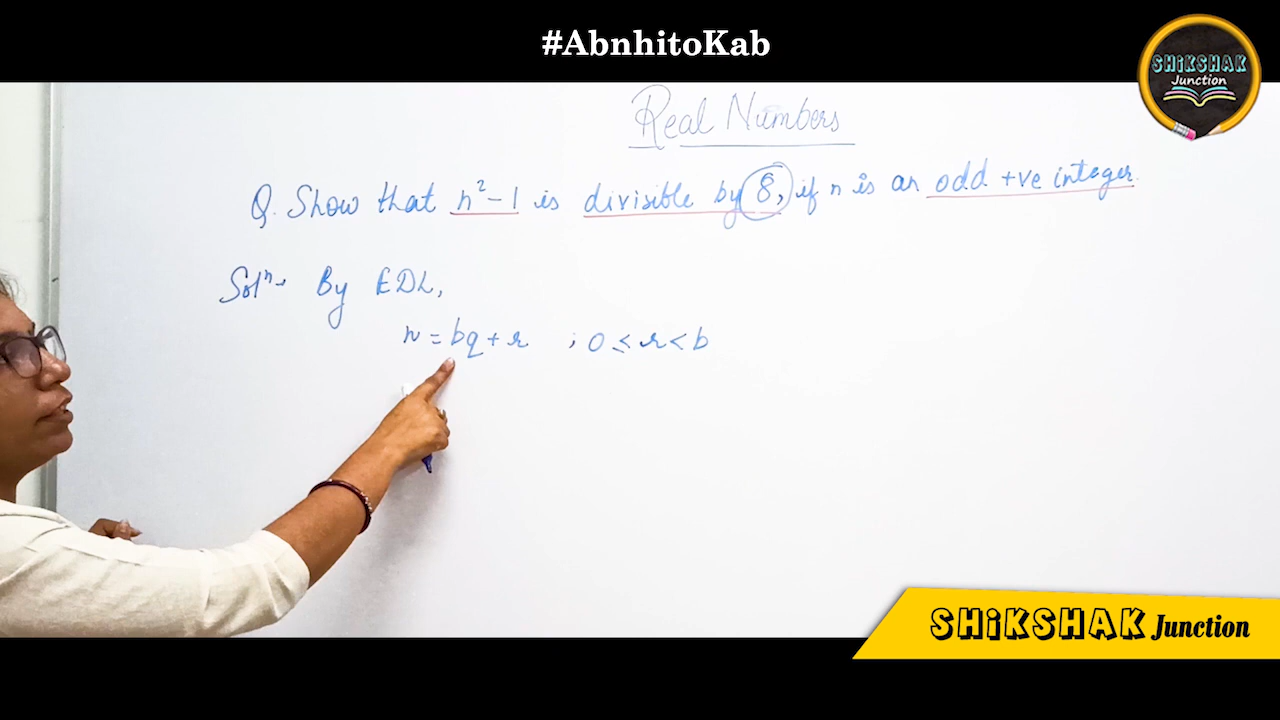 #AbnhitoKab
SHiKSHAK
Junction
Real Numbers
Q. Show that n²-1 is divisible by 8, if n is an odd +ve integer.
Solⁿ- By EDL,
n = bq + r ; 0 ≤ r < b
SHiKSHAK Junction